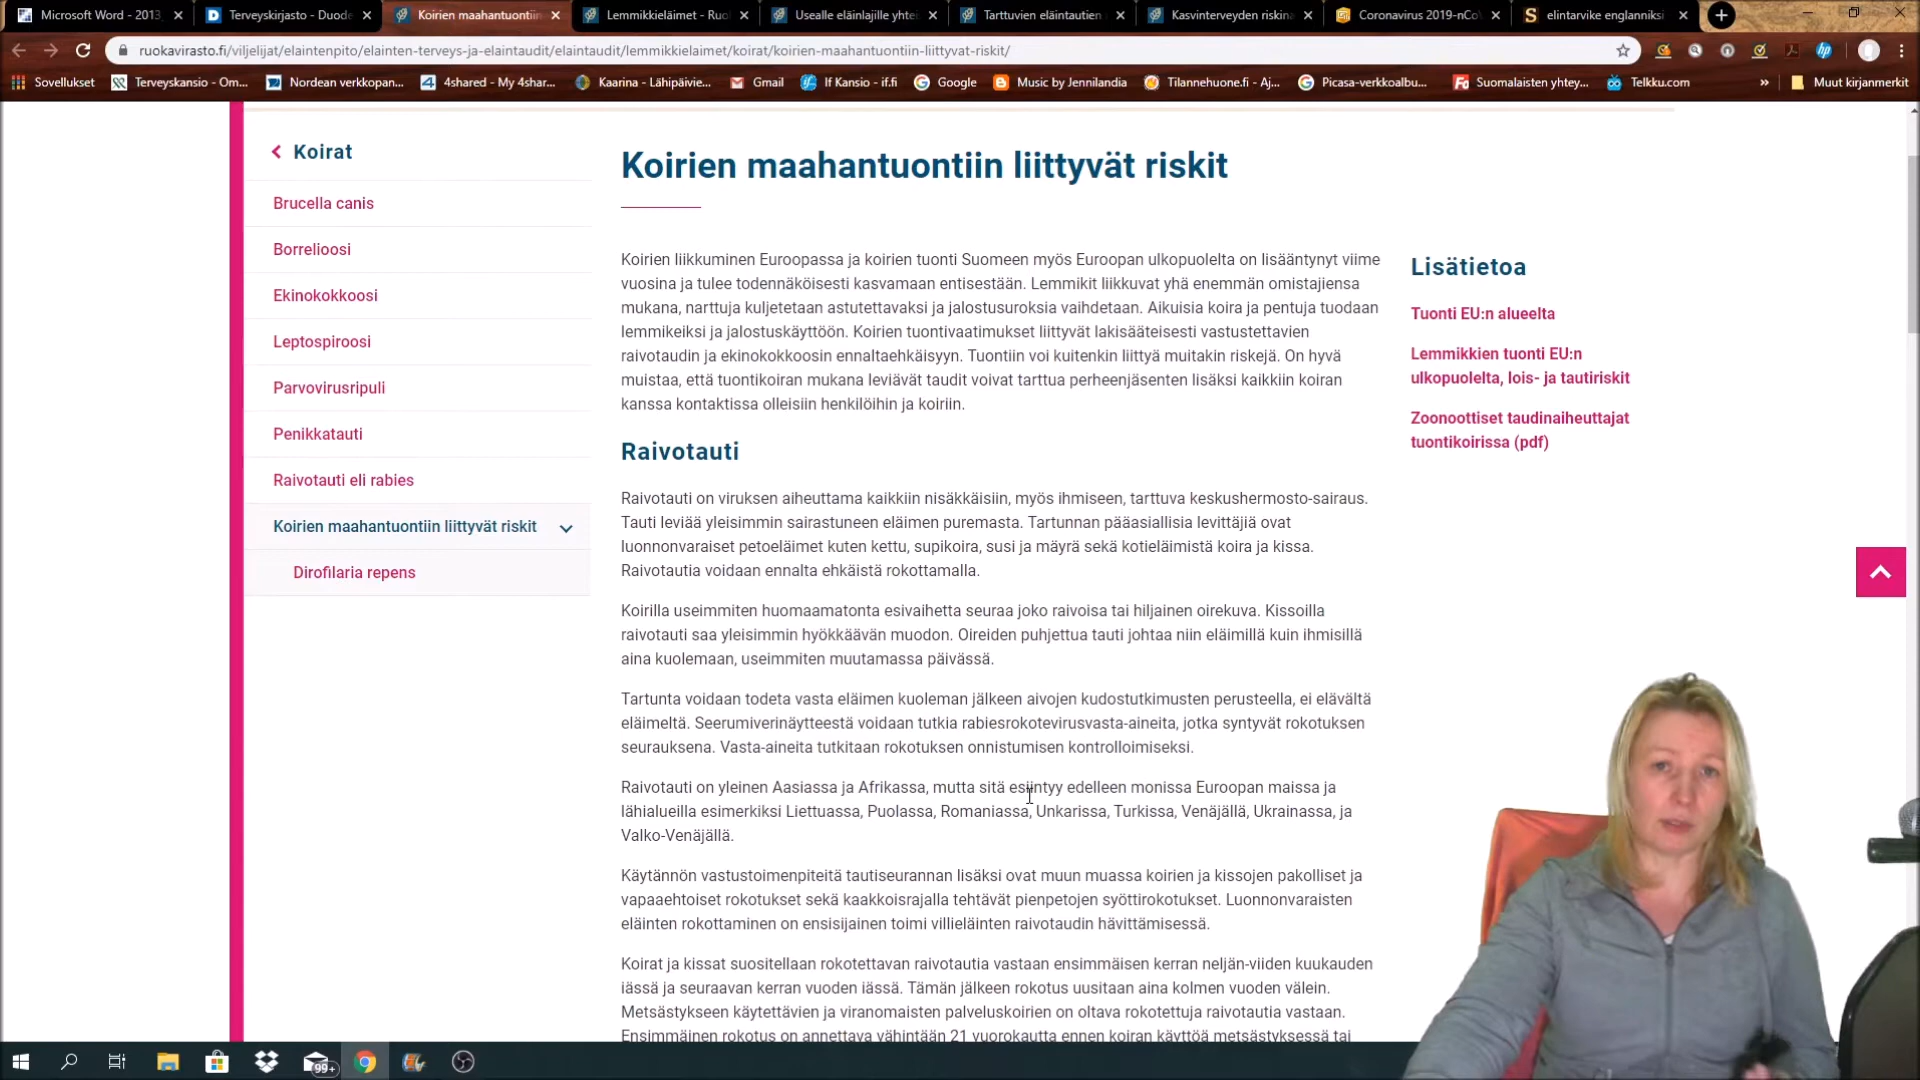 Microsoft Word - 2013
Terveyskirjasto - Duode
Koirien maahantuontiin
Lemmikkieläimet - Ruo
Usealle eläinlajille yhte
Tarttuvien eläintautien
Kasvinterveyden riskina
Coronavirus 2019-nCo
elintarvike englanniksi
ruokavirasto.fi/viljelijat/elaintenpito/elainten-terveys-ja-elaintaudit/elaintaudit/lemmikkielaimet/koirat/koirien-maahantuontiin-liittyvat-riskit/
Sovellukset
Terveyskansio - Om...
Nordean verkkopan...
4shared - My 4shar...
Kaarina - Lähipäivie...
Gmail
If Kansio - if.fi
Google
Music by Jennilandia
Tilannehuone.fi - Aj...
Picasa-verkkoalbu...
Suomalaisten yhtey...
Telkku.com
»
Muut kirjanmerkit
Koirat
Brucella canis
Borrelioosi
Ekinokokkoosi
Leptospiroosi
Parvovirusripuli
Penikkatauti
Raivotauti eli rabies
Koirien maahantuontiin liittyvät riskit
Dirofilaria repens
Koirien maahantuontiin liittyvät riskit
Koirien liikkuminen Euroopassa ja koirien tuonti Suomeen myös Euroopan ulkopuolelta on lisääntynyt viime
vuosina ja tulee todennäköisesti kasvamaan entisestään. Lemmikit liikkuvat yhä enemmän omistajiensa
mukana, narttuja kuljetetaan astutettavaksi ja jalostusuroksia vaihdetaan. Aikuisia koira ja pentuja tuodaan
lemmikeiksi ja jalostuskäyttöön. Koirien tuontivaatimukset liittyvät lakisääteisesti vastustettavien
raivotaudin ja ekinokokkoosin ennaltaehkäisyyn. Tuontiin voi kuitenkin liittyä muitakin riskejä. On hyvä
muistaa, että tuontikoiran mukana leviävät taudit voivat tarttua perheenjäsenten lisäksi kaikkiin koiran
kanssa kontaktissa olleisiin henkilöihin ja koiriin.
Raivotauti
Raivotauti on viruksen aiheuttama kaikkiin nisäkkäisiin, myös ihmiseen, tarttuva keskushermosto-sairaus.
Tauti leviää yleisimmin sairastuneen eläimen puremasta. Tartunnan pääasiallisia levittäjiä ovat
luonnonvaraiset petoeläimet kuten kettu, supikoira, susi ja mäyrä sekä kotieläimistä koira ja kissa.
Raivotautia voidaan ennalta ehkäistä rokottamalla.
Koirilla useimmiten huomaamatonta esivaihetta seuraa joko raivoisa tai hiljainen oirekuva. Kissoilla
raivotauti saa yleisimmin hyökkäävän muodon. Oireiden puhjettua tauti johtaa niin eläimillä kuin ihmisillä
aina kuolemaan, useimmiten muutamassa päivässä.
Tartunta voidaan todeta vasta eläimen kuoleman jälkeen aivojen kudostutkimusten perusteella, ei elävältä
eläimeltä. Seerumiverinäytteestä voidaan tutkia rabiesrokotevirusvasta-aineita, jotka syntyvät rokotuksen
seurauksena. Vasta-aineita tutkitaan rokotuksen onnistumisen kontrolloimiseksi.
Raivotauti on yleinen Aasiassa ja Afrikassa, mutta sitä esiintyy edelleen monissa Euroopan maissa ja
lähialueilla esimerkiksi Liettuassa, Puolassa, Romaniassa, Unkarissa, Turkissa, Venäjällä, Ukrainassa, ja
Valko-Venäjällä.
Käytännön vastustoimenpiteitä tautiseurannan lisäksi ovat muun muassa koirien ja kissojen pakolliset ja
vapaaehtoiset rokotukset sekä kaakkoisrajalla tehtävät pienpetojen syöttirokotukset. Luonnonvaraisten
eläinten rokottaminen on ensisijainen toimi villieläinten raivotaudin hävittämisessä.
Koirat ja kissat suositellaan rokotettavan raivotautia vastaan ensimmäisen kerran neljän-viiden kuukauden
iässä ja seuraavan kerran vuoden iässä. Tämän jälkeen rokotus uusitaan aina kolmen vuoden välein.
Metsästykseen käytettävien ja viranomaisten palveluskoirien on oltava rokotettuja raivotautia vastaan.
Ensimmäinen rokotus on annettava vähintään 21 vuorokautta ennen koiran käyttöä metsästyksessä tai
Lisätietoa
Tuonti EU:n alueelta
Lemmikkien tuonti EU:n
ulkopuolelta, lois- ja tautiriskit
Zoonoottiset taudinaiheuttajat
tuontikoirissa (pdf)
99+